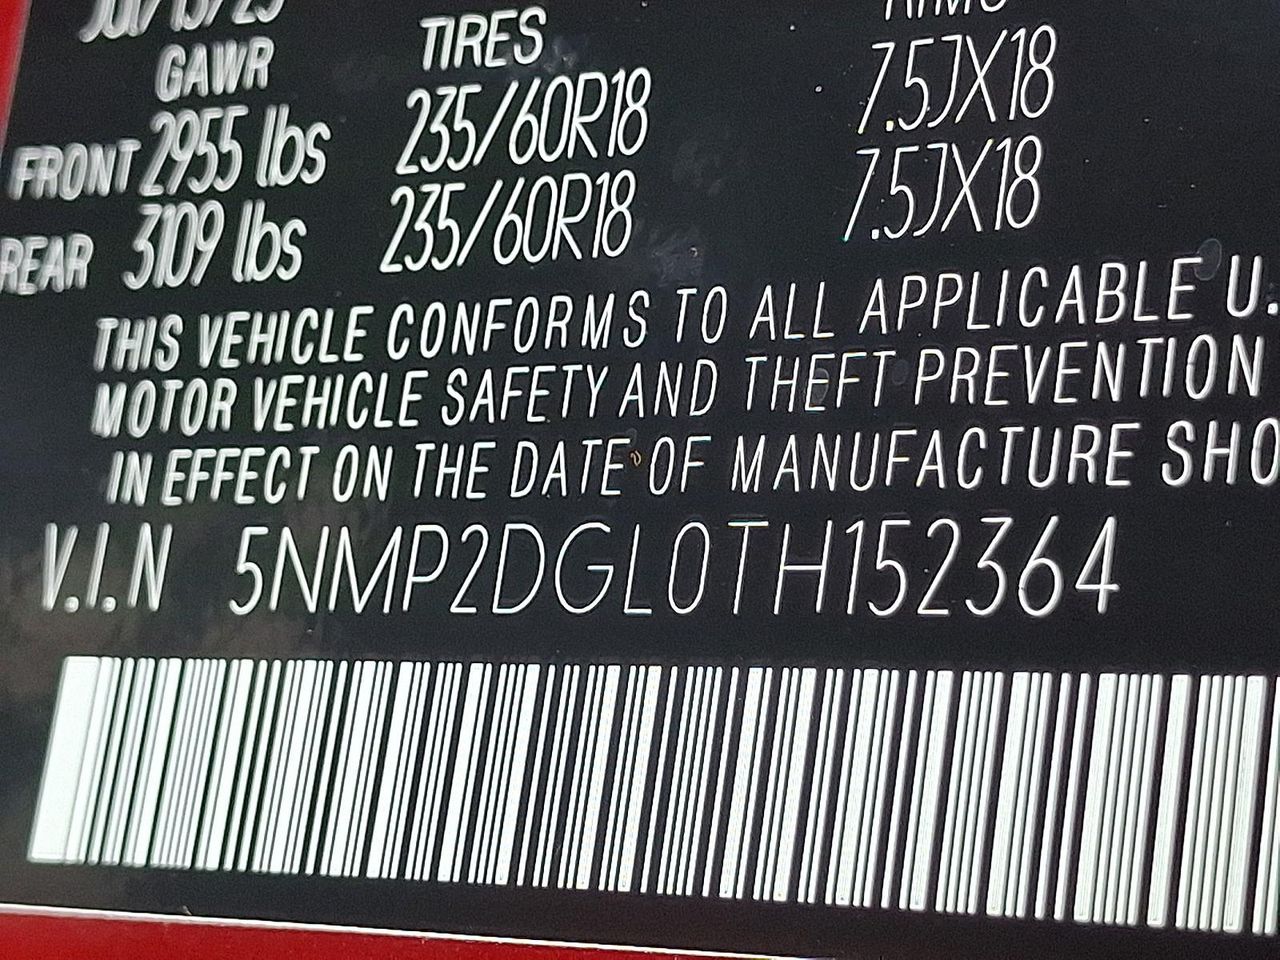 GAWR TIRES
FRONT 2955 lbs 235/60R18 7.5JX18
REAR 3109 lbs 235/60R18 7.5JX18
THIS VEHICLE CONFORMS TO ALL APPLICABLE U.
MOTOR VEHICLE SAFETY AND THEFT PREVENTION
IN EFFECT ON THE DATE OF MANUFACTURE SHO
V.I.N 5NMP2DGL0TH152364